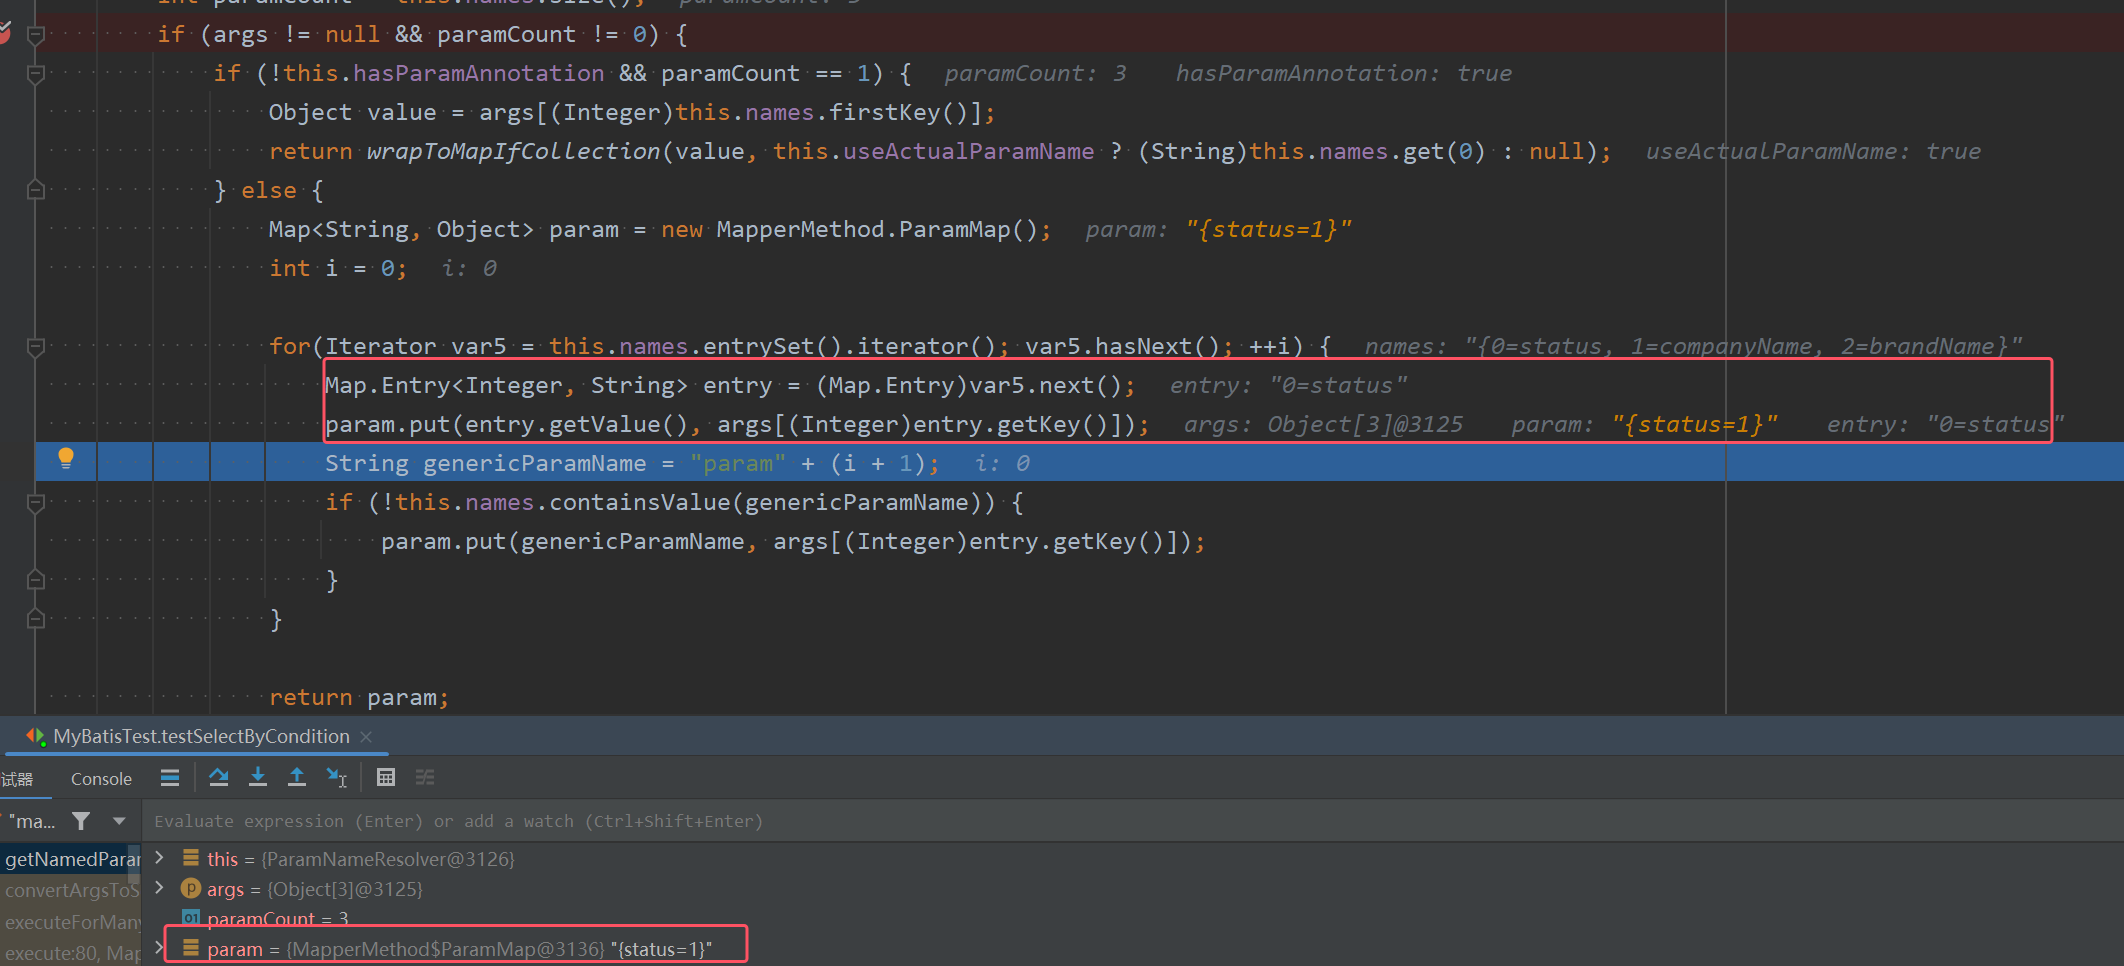 int paramCount = this.names.size(); paramCount: 3
if (args != null && paramCount != 0) {
if (!this.hasParamAnnotation && paramCount == 1) { paramCount: 3 hasParamAnnotation: true
Object value = args[(Integer)this.names.firstKey()];
return wrapToMapIfCollection(value, this.useActualParamName ? (String)this.names.get(0) : null); useActualParamName: true
} else {
Map<String, Object> param = new MapperMethod.ParamMap(); param: "{status=1}"
int i = 0; i: 0
for(Iterator var5 = this.names.entrySet().iterator(); var5.hasNext(); ++i) { names: "{0=status, 1=companyName, 2=brandName}"
Map.Entry<Integer, String> entry = (Map.Entry)var5.next(); entry: "0=status"
param.put(entry.getValue(), args[(Integer)entry.getKey()]); args: Object[3]@3125 param: "{status=1}" entry: "0=status"
String genericParamName = "param" + (i + 1); i: 0
if (!this.names.containsValue(genericParamName)) {
param.put(genericParamName, args[(Integer)entry.getKey()]);
}
}
return param;
MyBatisTest.testSelectByCondition
试器 Console
"ma... Evaluate expression (Enter) or add a watch (Ctrl+Shift+Enter)
getNamedParar this = {ParamNameResolver@3126}
convertArgsToS args = {Object[3]@3125}
executeForMany paramCount = 3
execute:80, Map param = {MapperMethod$ParamMap@3136} "{status=1}"